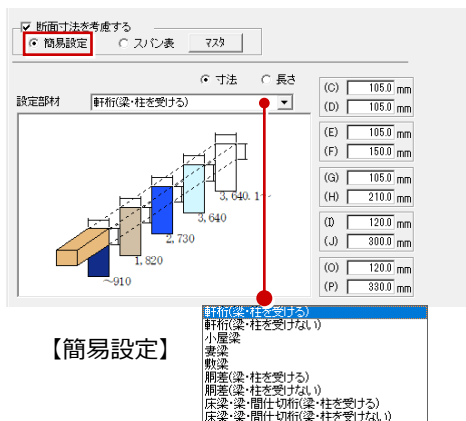 断面寸法を考慮する
簡易設定 スパン表 マスタ
寸法 長さ
設定部材 軒桁(梁・柱を受ける)
(C) 105.0 mm
(D) 105.0 mm
(E) 105.0 mm
(F) 150.0 mm
(G) 105.0 mm
(H) 210.0 mm
(I) 120.0 mm
(J) 300.0 mm
(O) 120.0 mm
(P) 330.0 mm
3,640.1～
3,640
2,730
1,820
～910
【簡易設定】
軒桁(梁・柱を受ける)
軒桁(梁・柱を受けない)
小屋梁
妻梁
敷梁
胴差(梁・柱を受ける)
胴差(梁・柱を受けない)
床梁・梁・間仕切桁(梁・柱を受ける)
床梁・梁・間仕切桁(梁・柱を受けない)